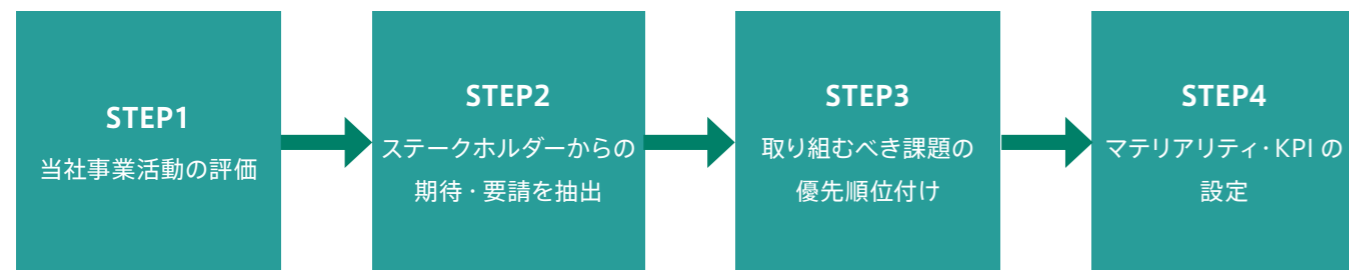 STEP1
当社事業活動の評価
STEP2
ステークホルダーからの
期待・要請を抽出
STEP3
取り組むべき課題の
優先順位付け
STEP4
マテリアリティ・KPI の
設定